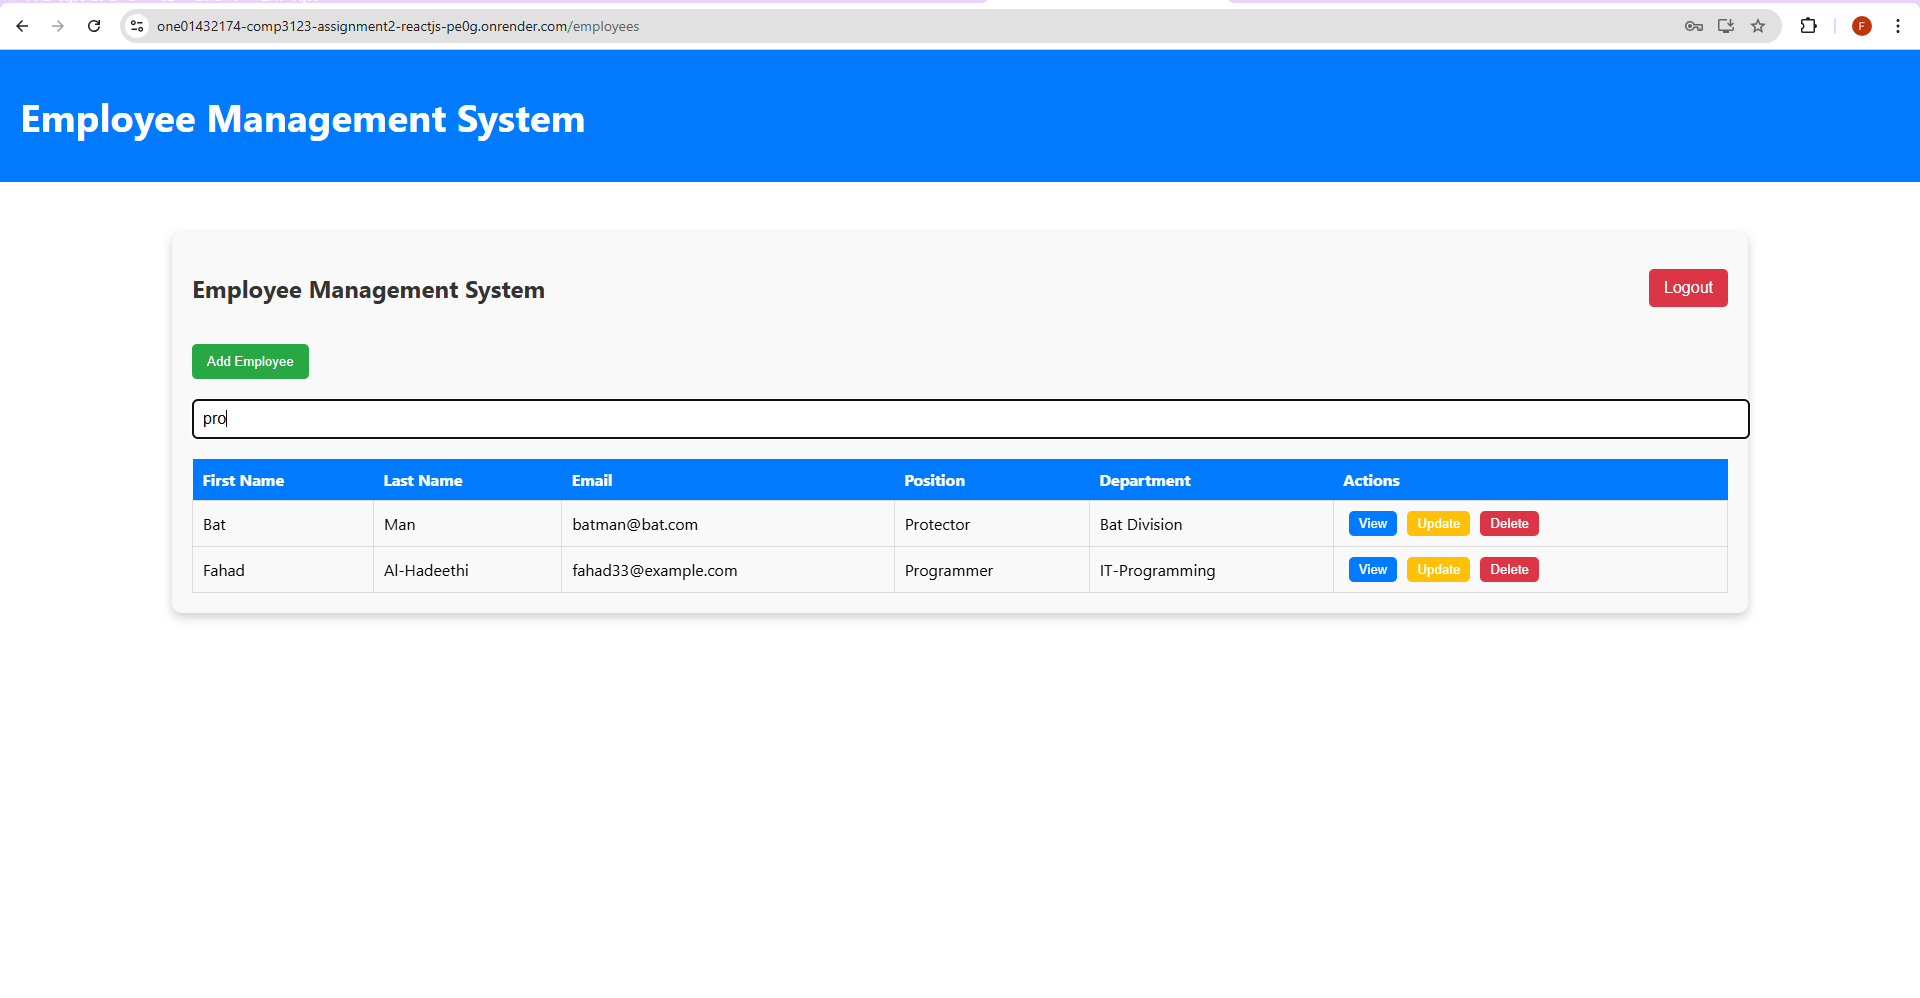 one01432174-comp3123-assignment2-reactjs-pe0g.onrender.com/employees
F
Employee Management System
Employee Management System
Logout
Add Employee
pro
First Name Last Name Email Position Department Actions
Bat Man batman@bat.com Protector Bat Division View Update Delete
Fahad Al-Hadeethi fahad33@example.com Programmer IT-Programming View Update Delete